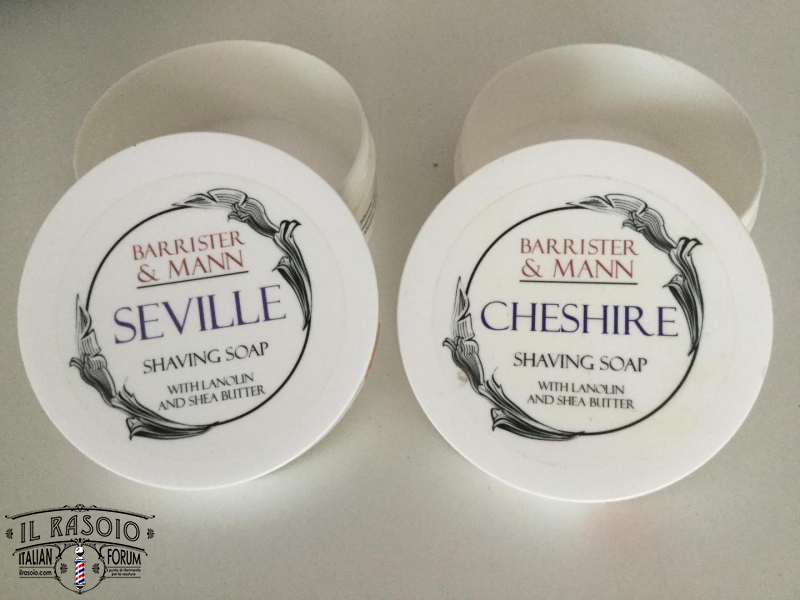 BARRISTER
& MANN
SEVILLE
SHAVING SOAP
WITH LANOLIN
AND SHEA BUTTER
BARRISTER
& MANN
CHESHIRE
SHAVING SOAP
WITH LANOLIN
AND SHEA BUTTER
IL RASOIO
ITALIAN FORUM
ilrasoio.com